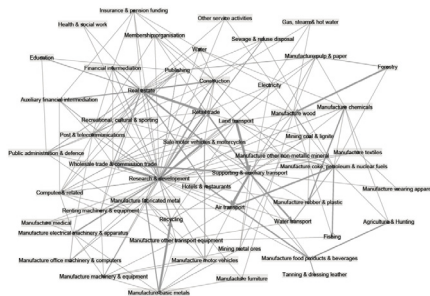 Insurance & pension funding
Other service activities
Health & social work
Gas, steam & hot water
Membership organisation
Sewage & refuse disposal
Water
Education
Manufacture pulp & paper
Financial intermediation
Publishing
Forestry
Construction
Real estate
Electricity
Auxiliary financial intermediation
Manufacture chemicals
Retail trade
Manufacture wood
Recreational, cultural & sporting
Land transport
Post & telecommunications
Mining coal & lignite
Sale motor vehicles & motorcycles
Public administration & defence
Manufacture textiles
Manufacture other non-metallic mineral
Wholesale trade & commission trade
Manufacture coke, petroleum & nuclear fuels
Supporting & auxiliary transport
Research & development
Hotels & restaurants
Computers & related
Manufacture wearing apparel
Manufacture fabricated metal
Manufacture rubber & plastic
Renting machinery & equipment
Air transport
Recycling
Water transport
Agriculture & Hunting
Manufacture medical
Manufacture electrical machinery & apparatus
Fishing
Manufacture other transport equipment
Mining metal ores
Manufacture office machinery & computers
Manufacture motor vehicles
Manufacture food products & beverages
Manufacture machinery & equipment
Manufacture furniture
Tanning & dressing leather
Manufacture basic metals